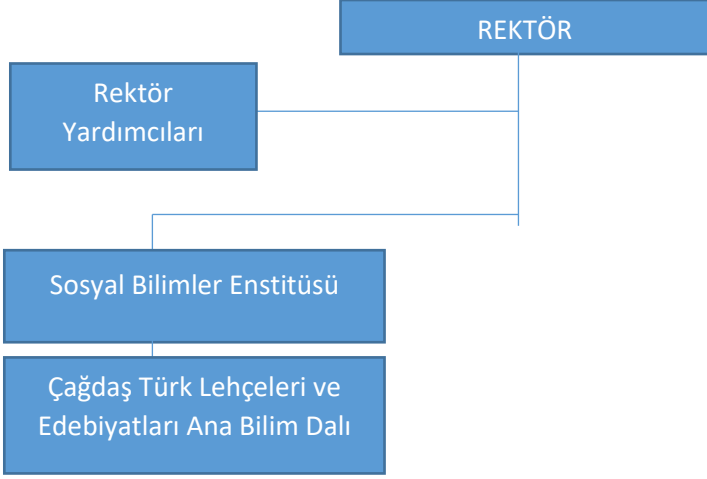 REKTÖR
Rektör
Yardımcıları
Sosyal Bilimler Enstitüsü
Çağdaş Türk Lehçeleri ve
Edebiyatları Ana Bilim Dalı